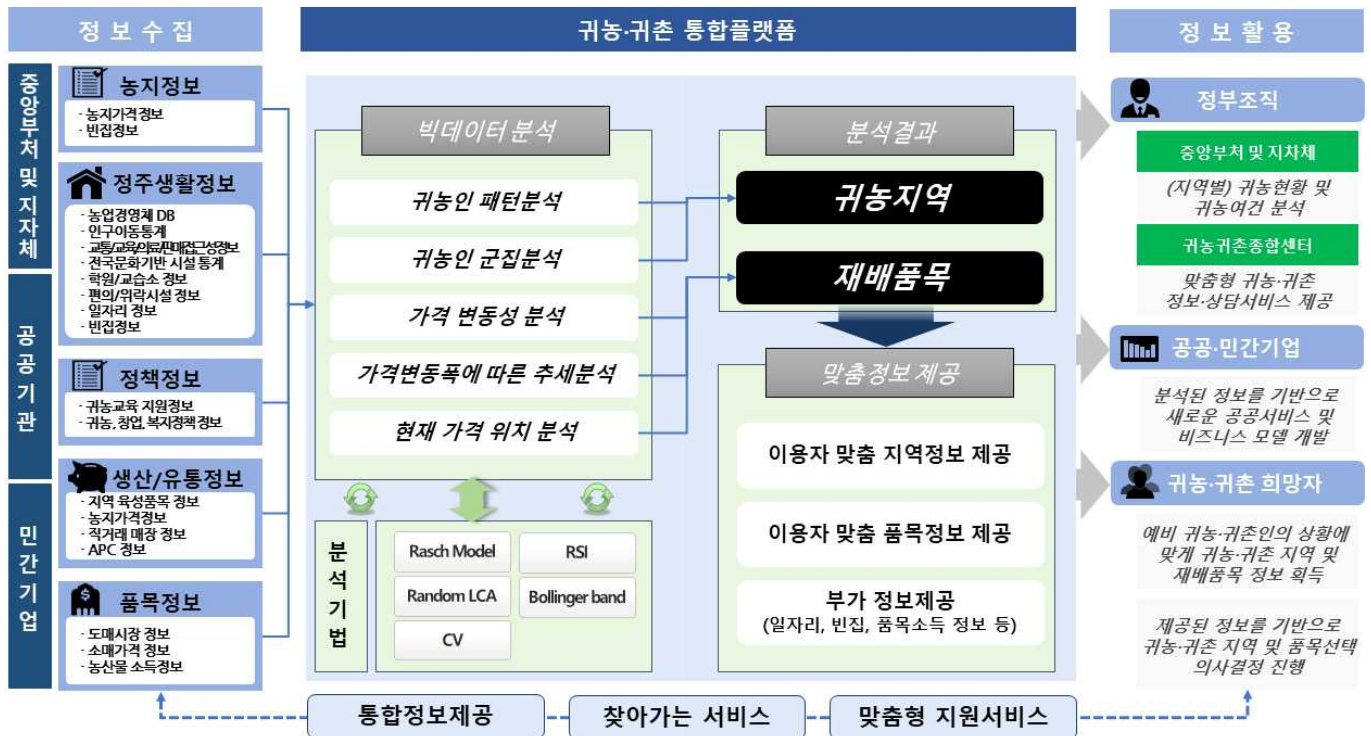 정보수집
귀농·귀촌 통합플랫폼
정보활용
중앙부처 및 지자체
공공기관
민간기업
농지정보
· 농지가격정보
· 빈집정보
정주생활정보
· 농업경영체 DB
· 인구이동통계
· 교통/교육/의료/판매접근성정보
· 전국문화기반 시설통계
· 학원/교습소 정보
· 편의/위락시설 정보
· 일자리 정보
· 빈집정보
정책정보
· 귀농교육 지원정보
· 귀농, 창업, 복지정책정보
생산/유통정보
· 지역 육성품목 정보
· 농지가격정보
· 직거래 매장 정보
· APC 정보
품목정보
· 도매시장 정보
· 소매가격 정보
· 농산물 소득정보
빅데이터 분석
귀농인 패턴분석
귀농인 군집분석
가격 변동성 분석
가격변동폭에 따른 추세분석
현재 가격 위치 분석
분석기법
Rasch Model
RSI
Random LCA
Bollinger band
CV
분석결과
귀농지역
재배품목
맞춤정보 제공
이용자 맞춤 지역정보 제공
이용자 맞춤 품목정보 제공
부가 정보제공
(일자리, 빈집, 품목소득 정보 등)
정부조직
중앙부처 및 지차체
(지역별) 귀농현황 및
귀농여건 분석
귀농귀촌종합센터
맞춤형 귀농·귀촌
정보·상담서비스 제공
공공·민간기업
분석된 정보를 기반으로
새로운 공공서비스 및
비즈니스 모델 개발
귀농·귀촌 희망자
예비 귀농·귀촌인의 상황에
맞게 귀농·귀촌 지역 및
재배품목 정보 획득
제공된 정보를 기반으로
귀농·귀촌 지역 및 품목선택
의사결정 진행
통합정보제공
찾아가는 서비스
맞춤형 지원서비스